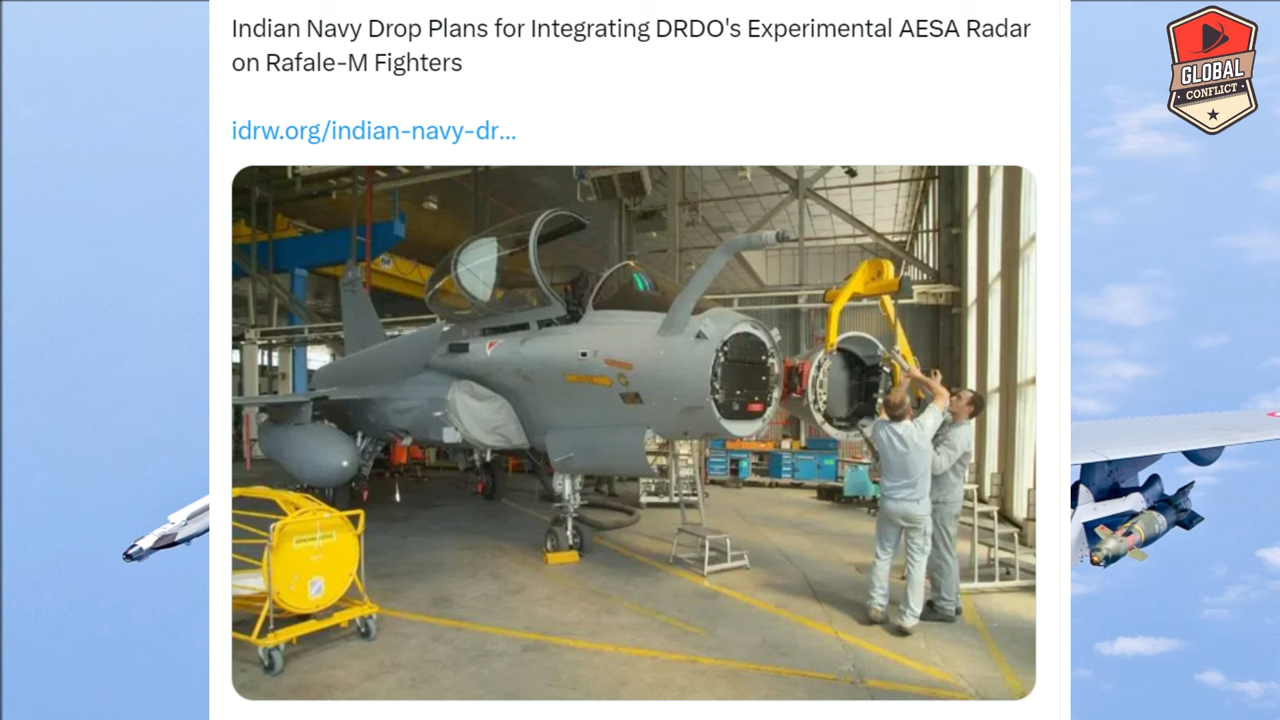 Indian Navy Drop Plans for Integrating DRDO's Experimental AESA Radar
on Rafale-M Fighters
idrw.org/indian-navy-dr...
GLOBAL
CONFLICT